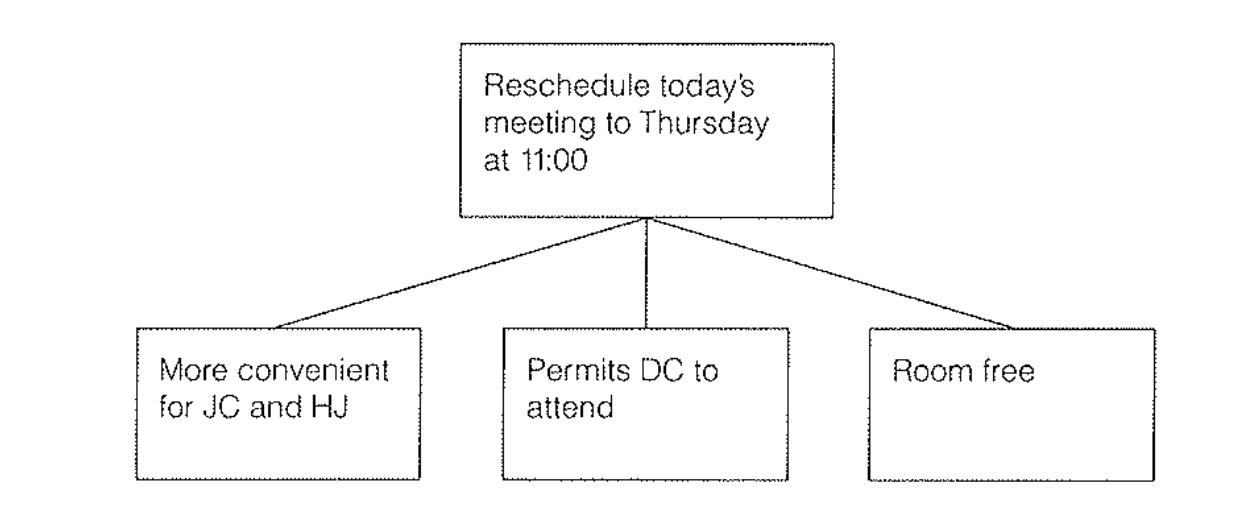 Reschedule today's
meeting to Thursday
at 11:00
More convenient
for JC and HJ
Permits DC to
attend
Room free